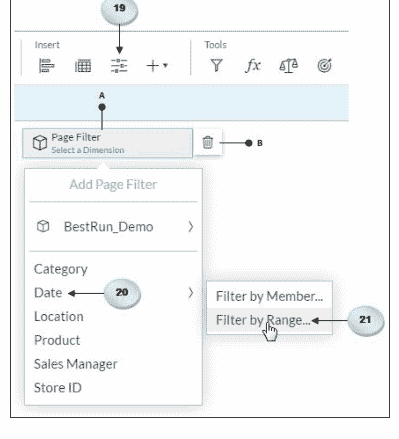 19
Insert Tools
fx
A
Page Filter
Select a Dimension
B
Add Page Filter
BestRun_Demo
Category
Date 20
Filter by Member...
Location
Filter by Range... 21
Product
Sales Manager
Store ID